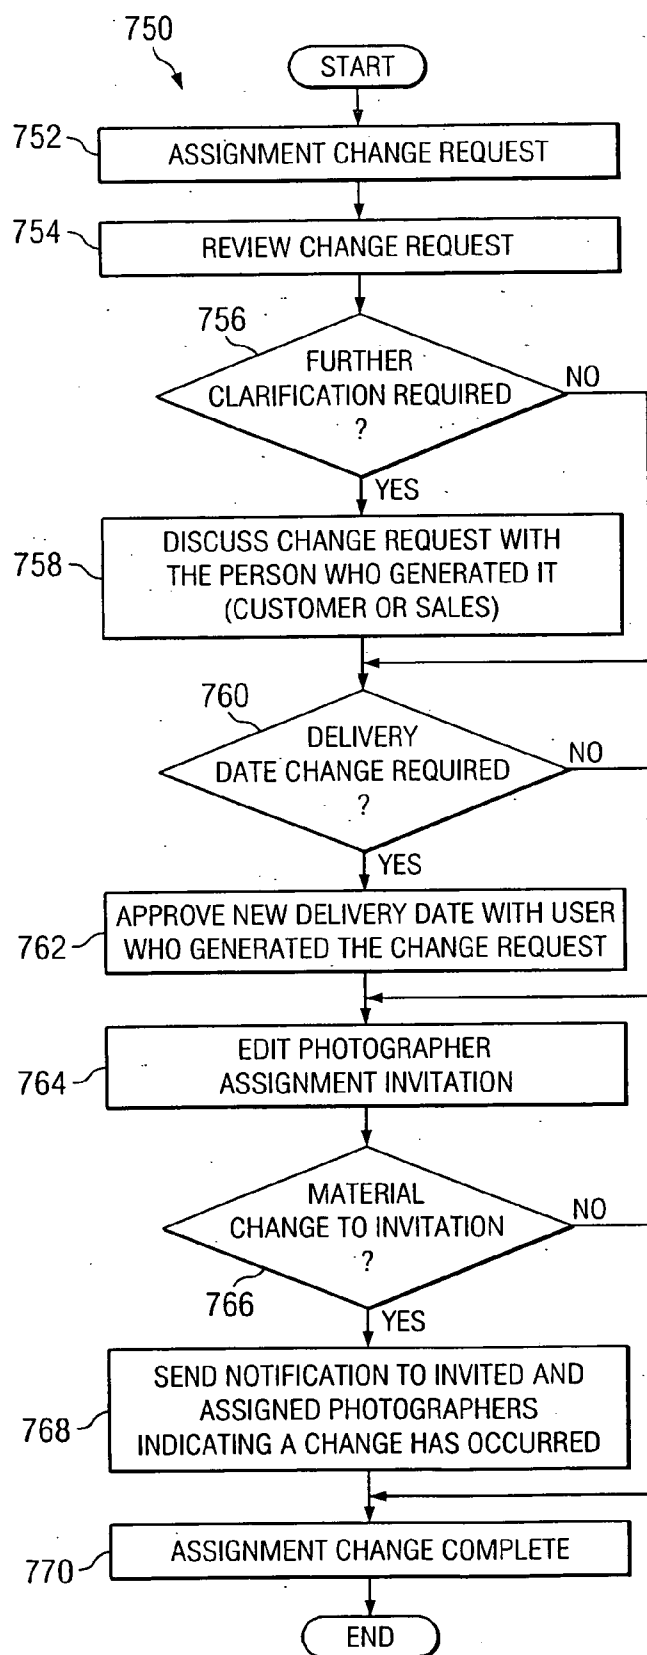 750
START
752
ASSIGNMENT CHANGE REQUEST
754
REVIEW CHANGE REQUEST
756
FURTHER
CLARIFICATION REQUIRED
?
NO
YES
758
DISCUSS CHANGE REQUEST WITH
THE PERSON WHO GENERATED IT
(CUSTOMER OR SALES)
760
DELIVERY
DATE CHANGE REQUIRED
?
NO
YES
762
APPROVE NEW DELIVERY DATE WITH USER
WHO GENERATED THE CHANGE REQUEST
764
EDIT PHOTOGRAPHER
ASSIGNMENT INVITATION
MATERIAL
CHANGE TO INVITATION
?
NO
766
YES
768
SEND NOTIFICATION TO INVITED AND
ASSIGNED PHOTOGRAPHERS
INDICATING A CHANGE HAS OCCURRED
770
ASSIGNMENT CHANGE COMPLETE
END